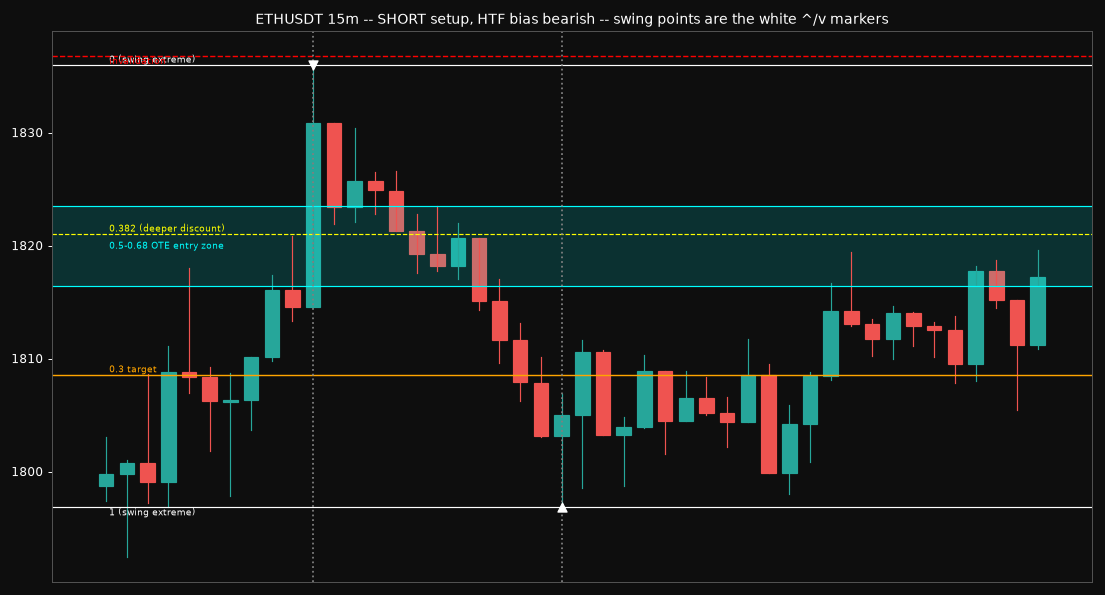 ETHUSDT 15m -- SHORT setup, HTF bias bearish -- swing points are the white ^/v markers
0 (swing extreme)
1830
0.382 (deeper discount)
1820
0.5-0.68 OTE entry zone
1810
0.3 target
1800
1 (swing extreme)